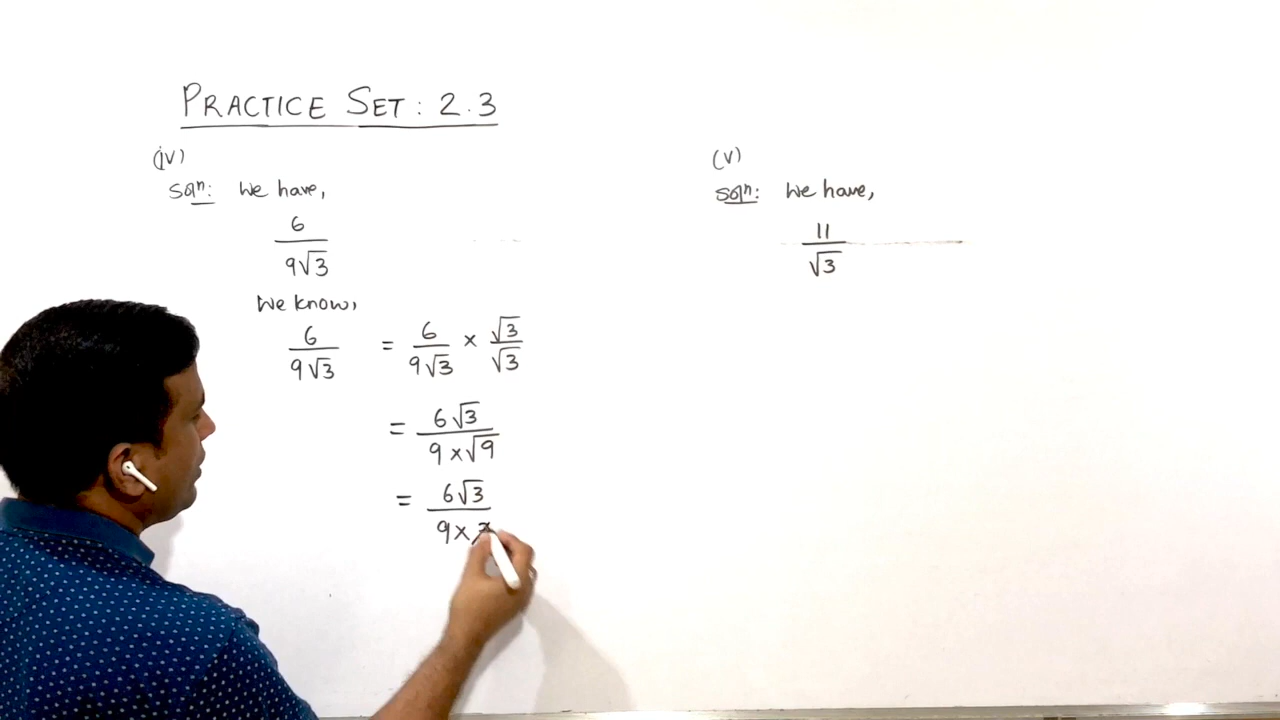 PRACTICE SET: 2.3
(iv)
Solⁿ: We have,
6
9√3
We know,
6/9√3 = 6/9√3 × √3/√3
= 6√3/9×√9
= 6√3/9×3
(v)
Solⁿ: We have,
11
√3